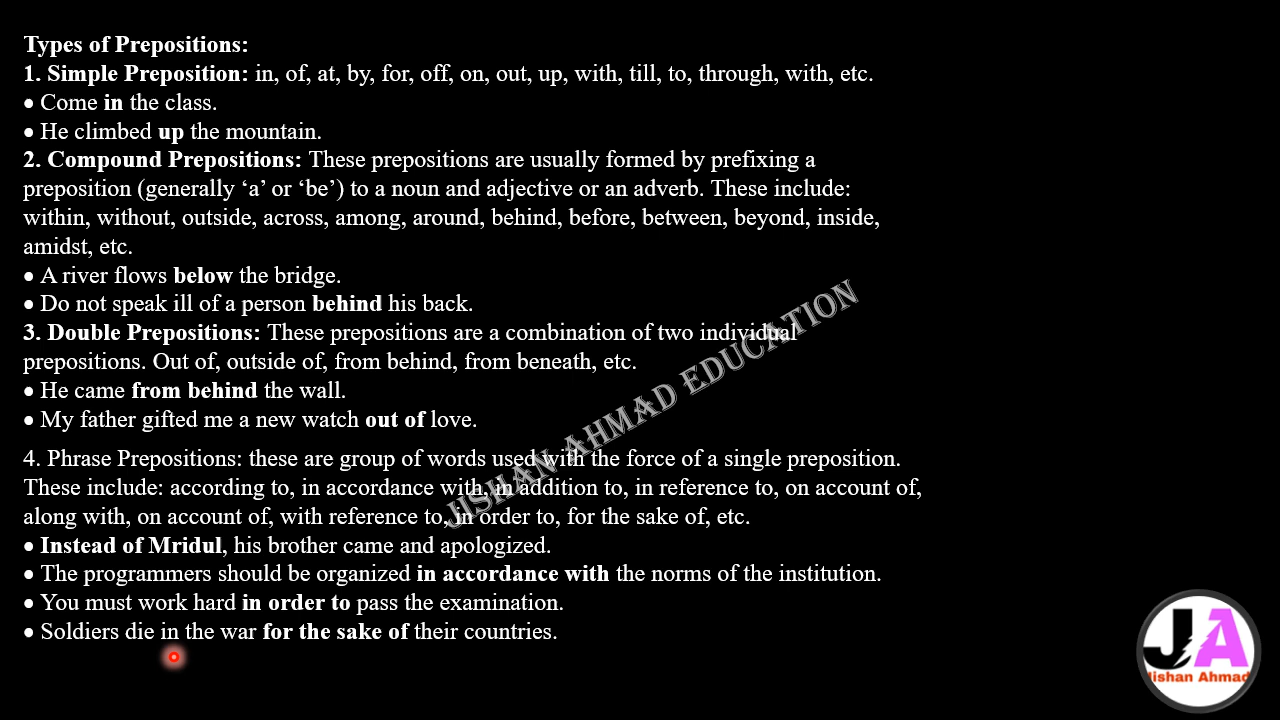 Types of Prepositions:
1. Simple Preposition: in, of, at, by, for, off, on, out, up, with, till, to, through, with, etc.
• Come in the class.
• He climbed up the mountain.
2. Compound Prepositions: These prepositions are usually formed by prefixing a
preposition (generally ‘a’ or ‘be’) to a noun and adjective or an adverb. These include:
within, without, outside, across, among, around, behind, before, between, beyond, inside,
amidst, etc.
• A river flows below the bridge.
• Do not speak ill of a person behind his back.
3. Double Prepositions: These prepositions are a combination of two individual
prepositions. Out of, outside of, from behind, from beneath, etc.
• He came from behind the wall.
• My father gifted me a new watch out of love.
4. Phrase Prepositions: these are group of words used with the force of a single preposition.
These include: according to, in accordance with, in addition to, in reference to, on account of,
along with, on account of, with reference to, in order to, for the sake of, etc.
• Instead of Mridul, his brother came and apologized.
• The programmers should be organized in accordance with the norms of the institution.
• You must work hard in order to pass the examination.
• Soldiers die in the war for the sake of their countries.
JISHAN AHMAD EDUCATION
JA
Jishan Ahmad